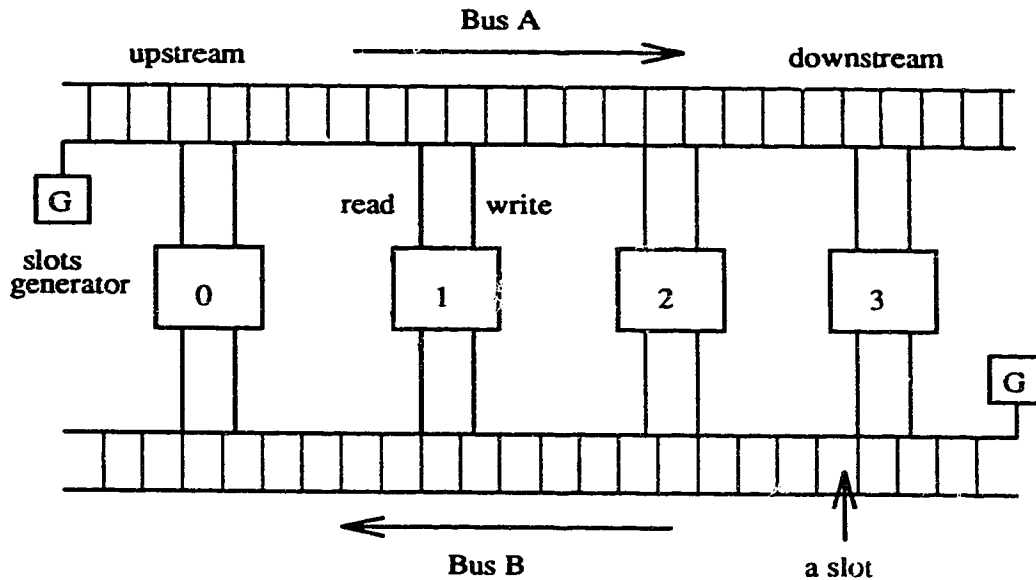 Bus A
upstream
downstream
G
read
write
slots
generator
0
1
2
3
G
Bus B
a slot